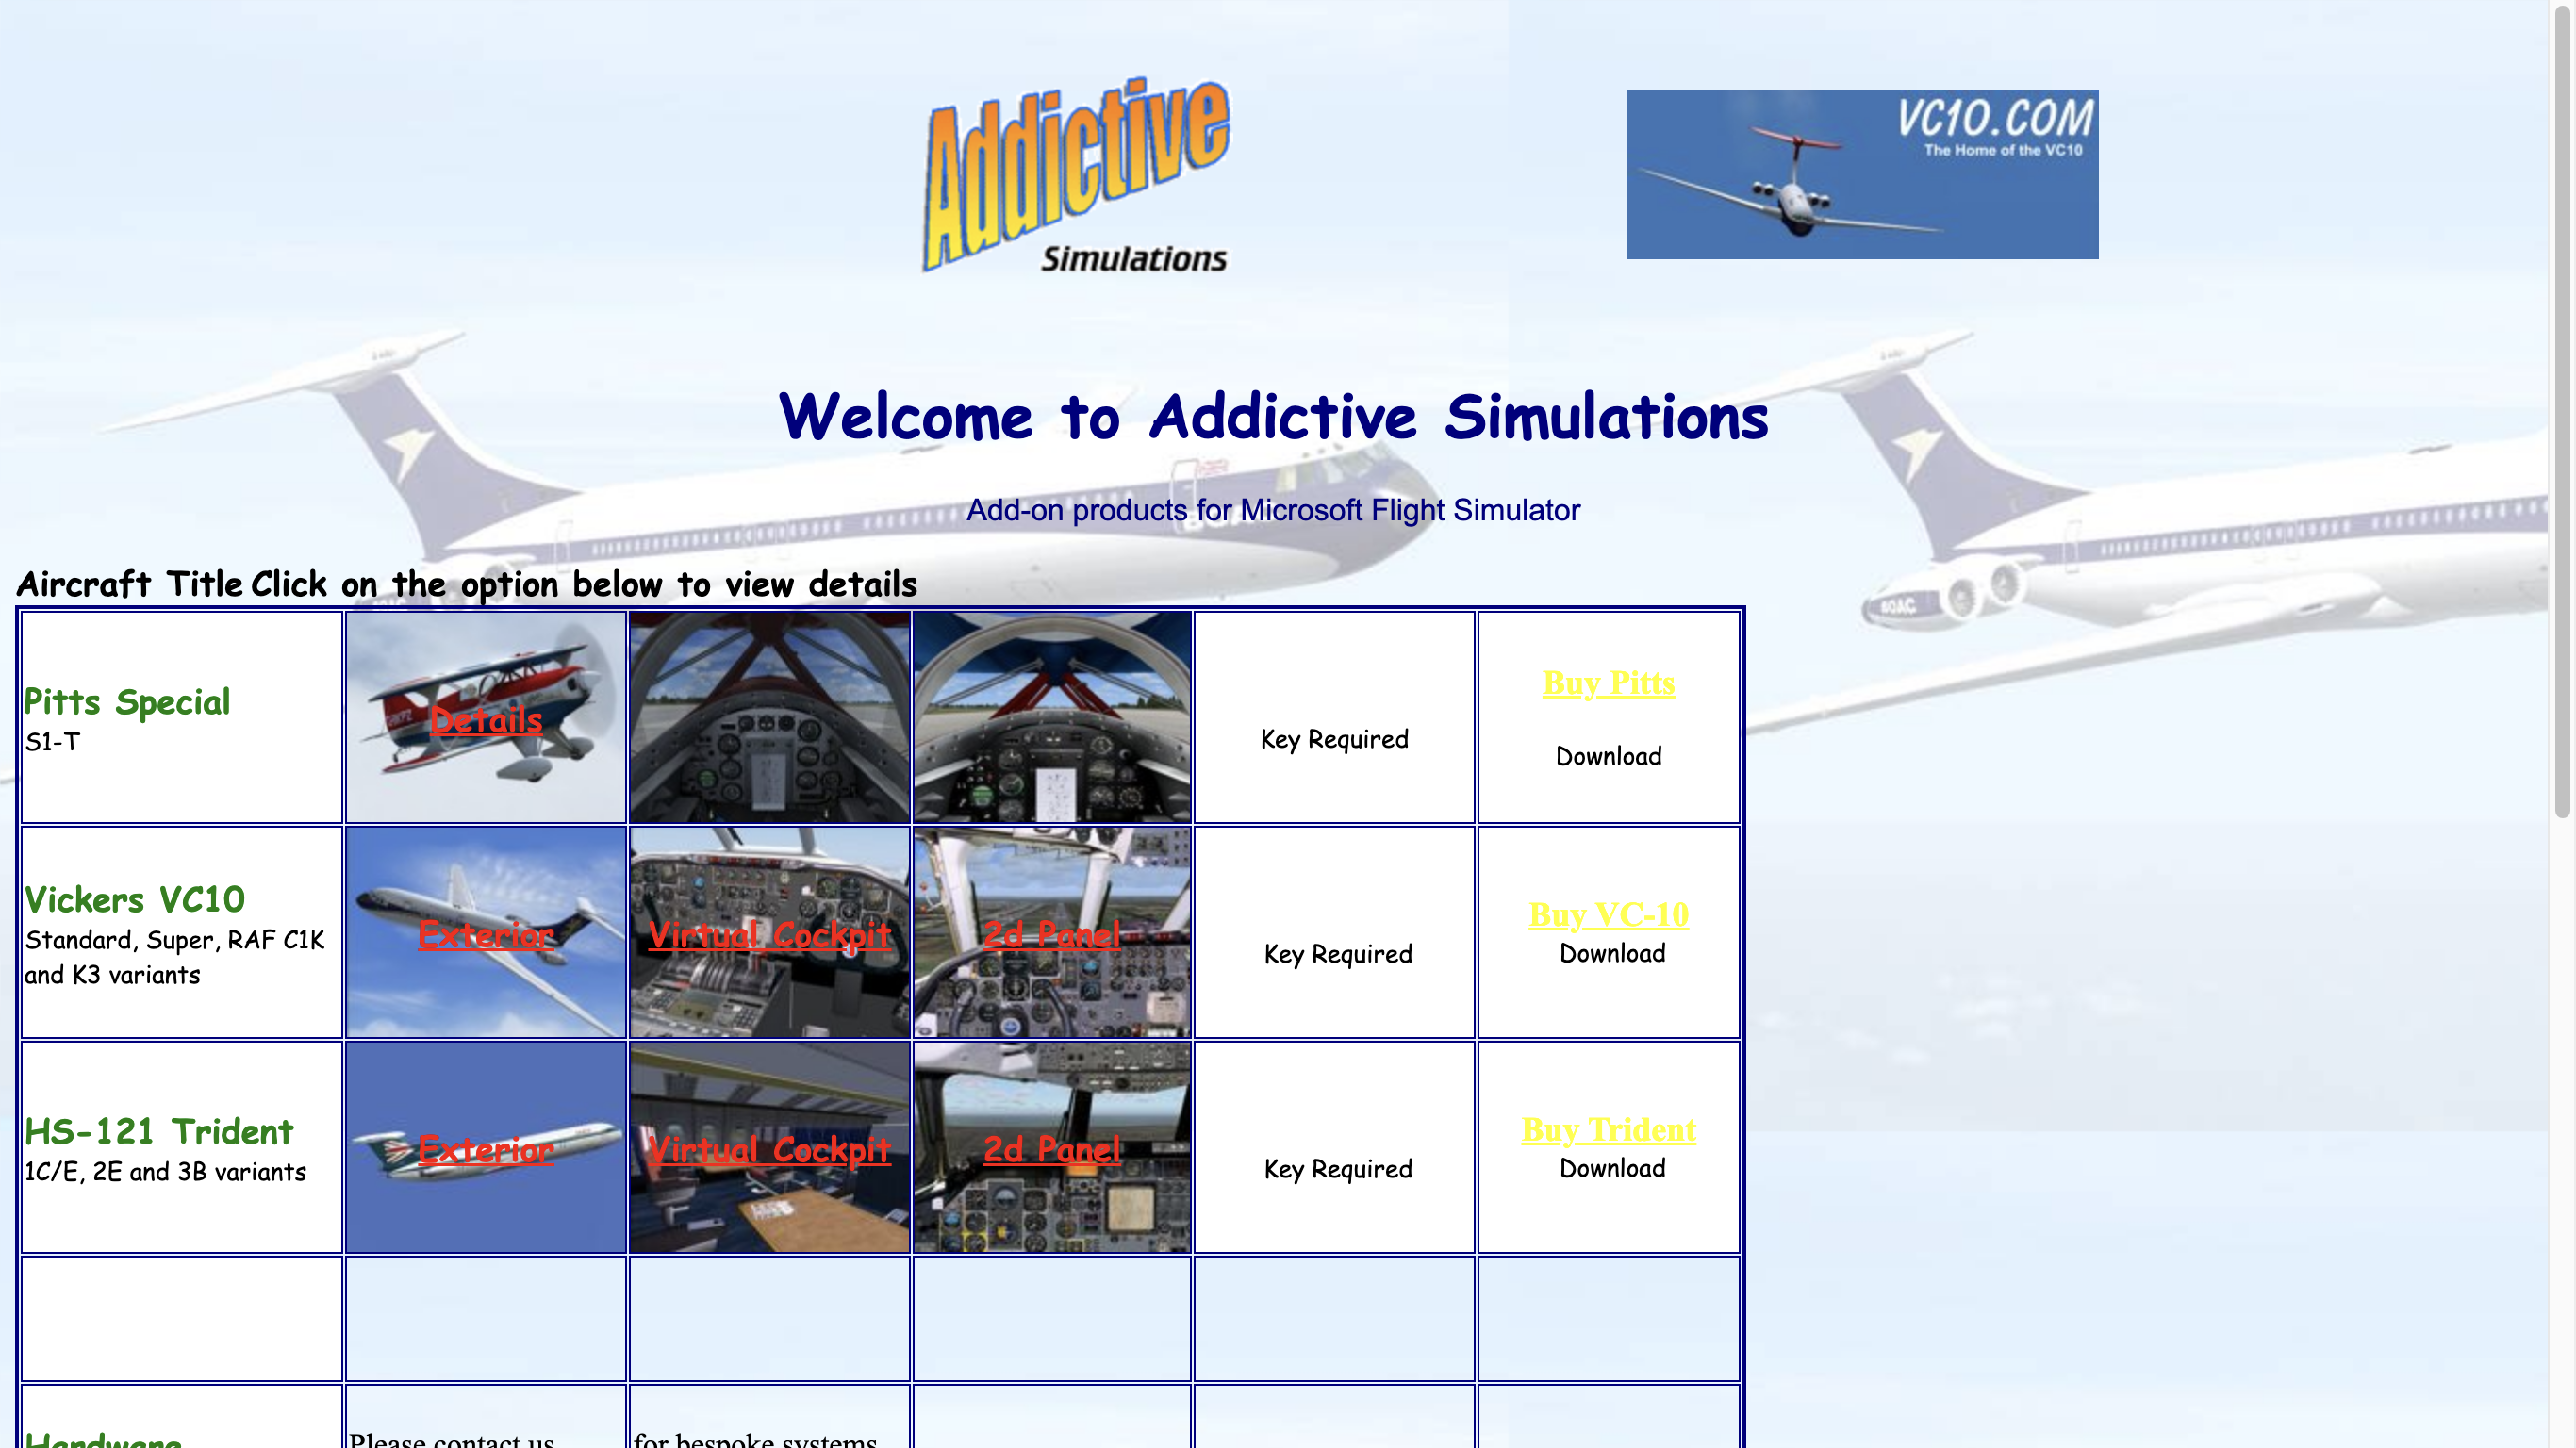 Addictive
Simulations
VC10.COM
The Home of the VC10
Welcome to Addictive Simulations
Add-on products for Microsoft Flight Simulator
Aircraft Title Click on the option below to view details
Pitts Special
S1-T
Details
Key Required
Buy Pitts
Download
Vickers VC10
Standard, Super, RAF C1K
and K3 variants
Exterior
Virtual Cockpit
2d Panel
Key Required
Buy VC-10
Download
HS-121 Trident
1C/E, 2E and 3B variants
Exterior
Virtual Cockpit
2d Panel
Key Required
Buy Trident
Download
BOAC
Hardware
Please contact us
for bespoke systems